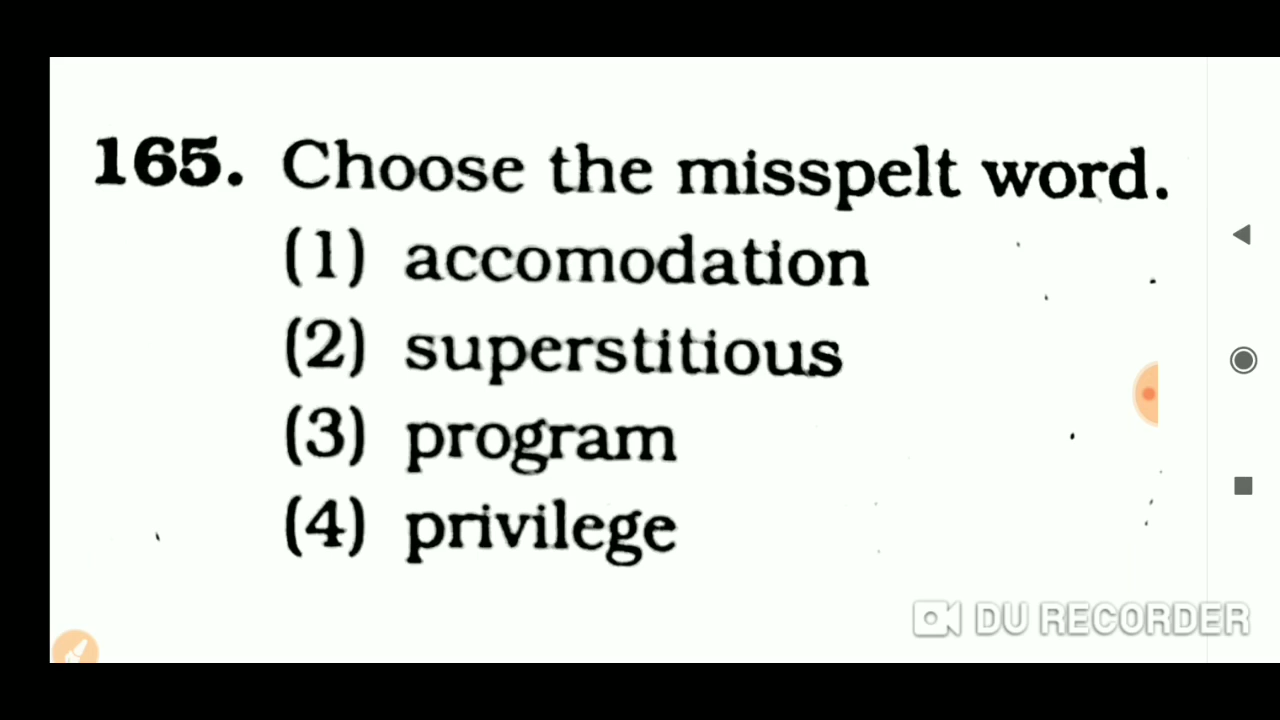 165. Choose the misspelt word.
(1) accomodation
(2) superstitious
(3) program
(4) privilege
DU RECORDER